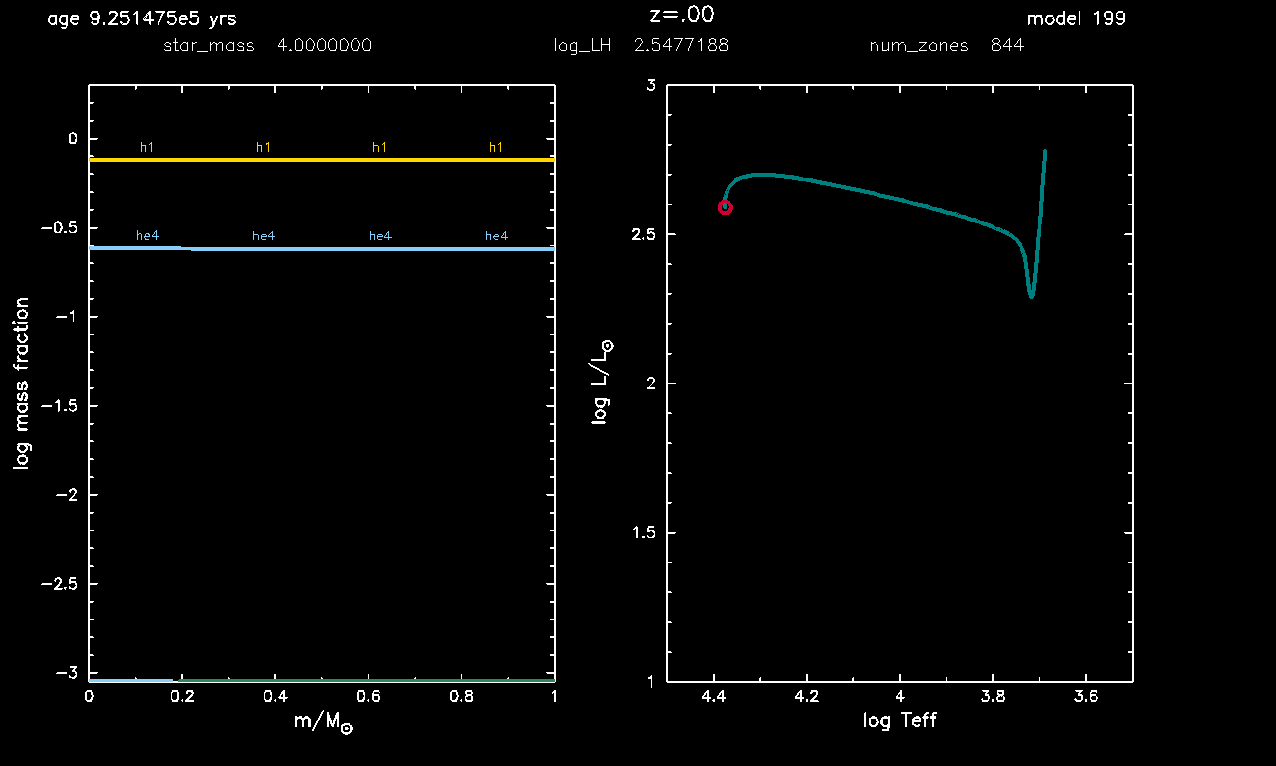 age 9.251475e5 yrs z=.00 model 199
star_mass 4.0000000 log_LH 2.5477188 num_zones 844
log mass fraction
0
−0.5
−1
−1.5
−2
−2.5
−3
h1 h1 h1 h1
he4 he4 he4 he4
0 0.2 0.4 0.6 0.8 1
m/M⊙
log L/L⊙
3
2.5
2
1.5
1
4.4 4.2 4 3.8 3.6
log Teff